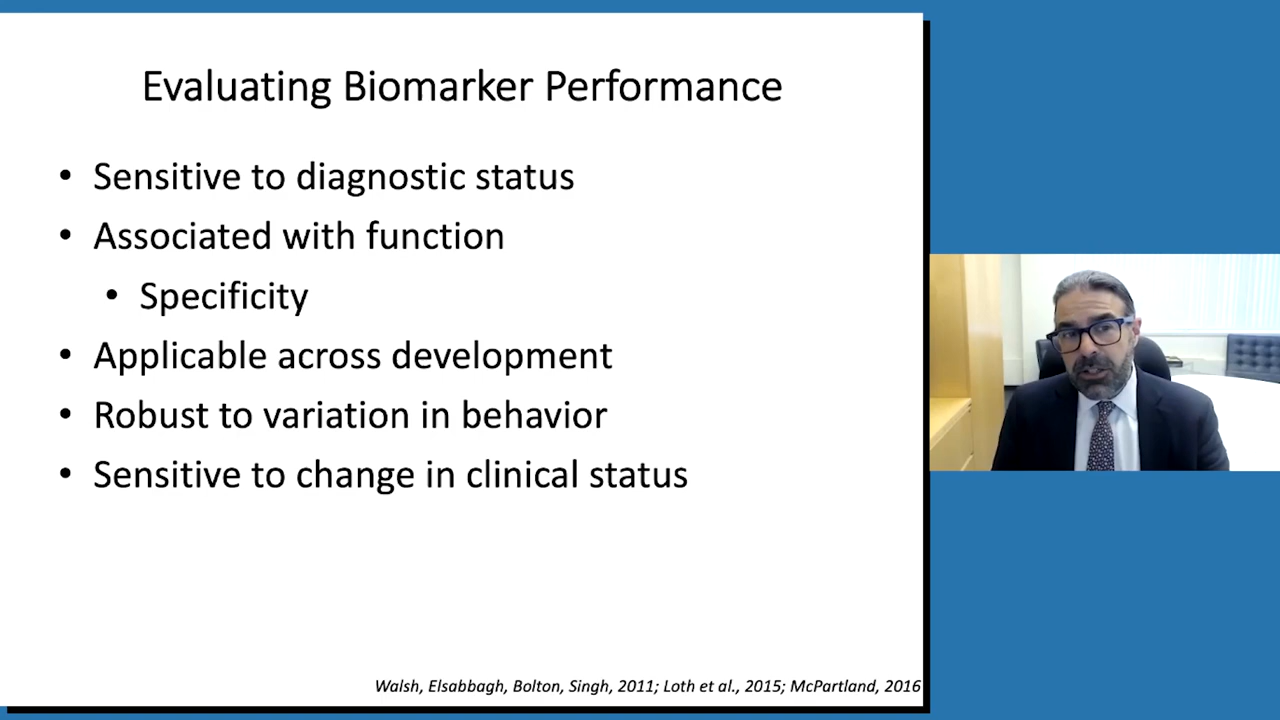 Evaluating Biomarker Performance
• Sensitive to diagnostic status
• Associated with function
• Specificity
• Applicable across development
• Robust to variation in behavior
• Sensitive to change in clinical status
Walsh, Elsabbagh, Bolton, Singh, 2011; Loth et al., 2015; McPartland, 2016